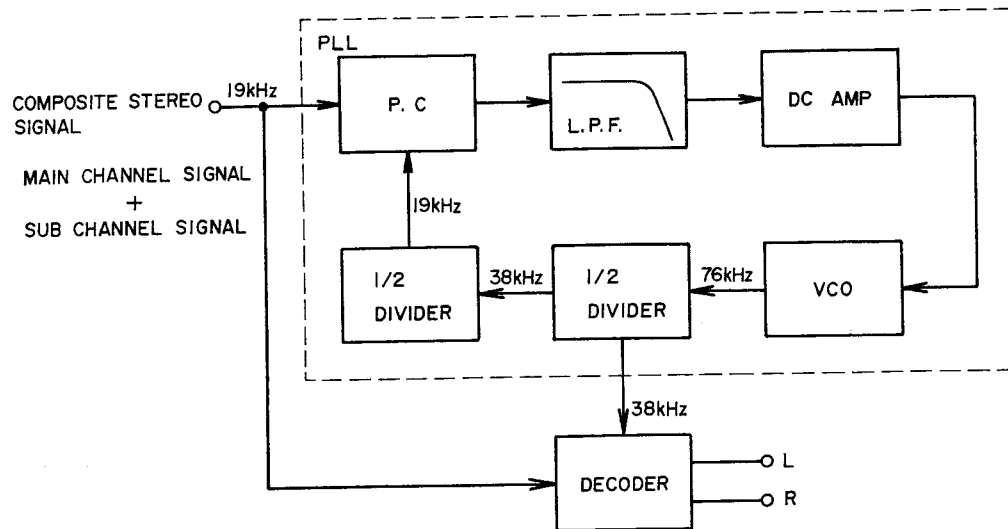 PLL
19kHz
COMPOSITE STEREO
SIGNAL
MAIN CHANNEL SIGNAL
+
SUB CHANNEL SIGNAL
P. C
L.P.F.
DC AMP
19kHz
1/2
DIVIDER
38kHz
1/2
DIVIDER
76kHz
VCO
38kHz
DECODER
L
R